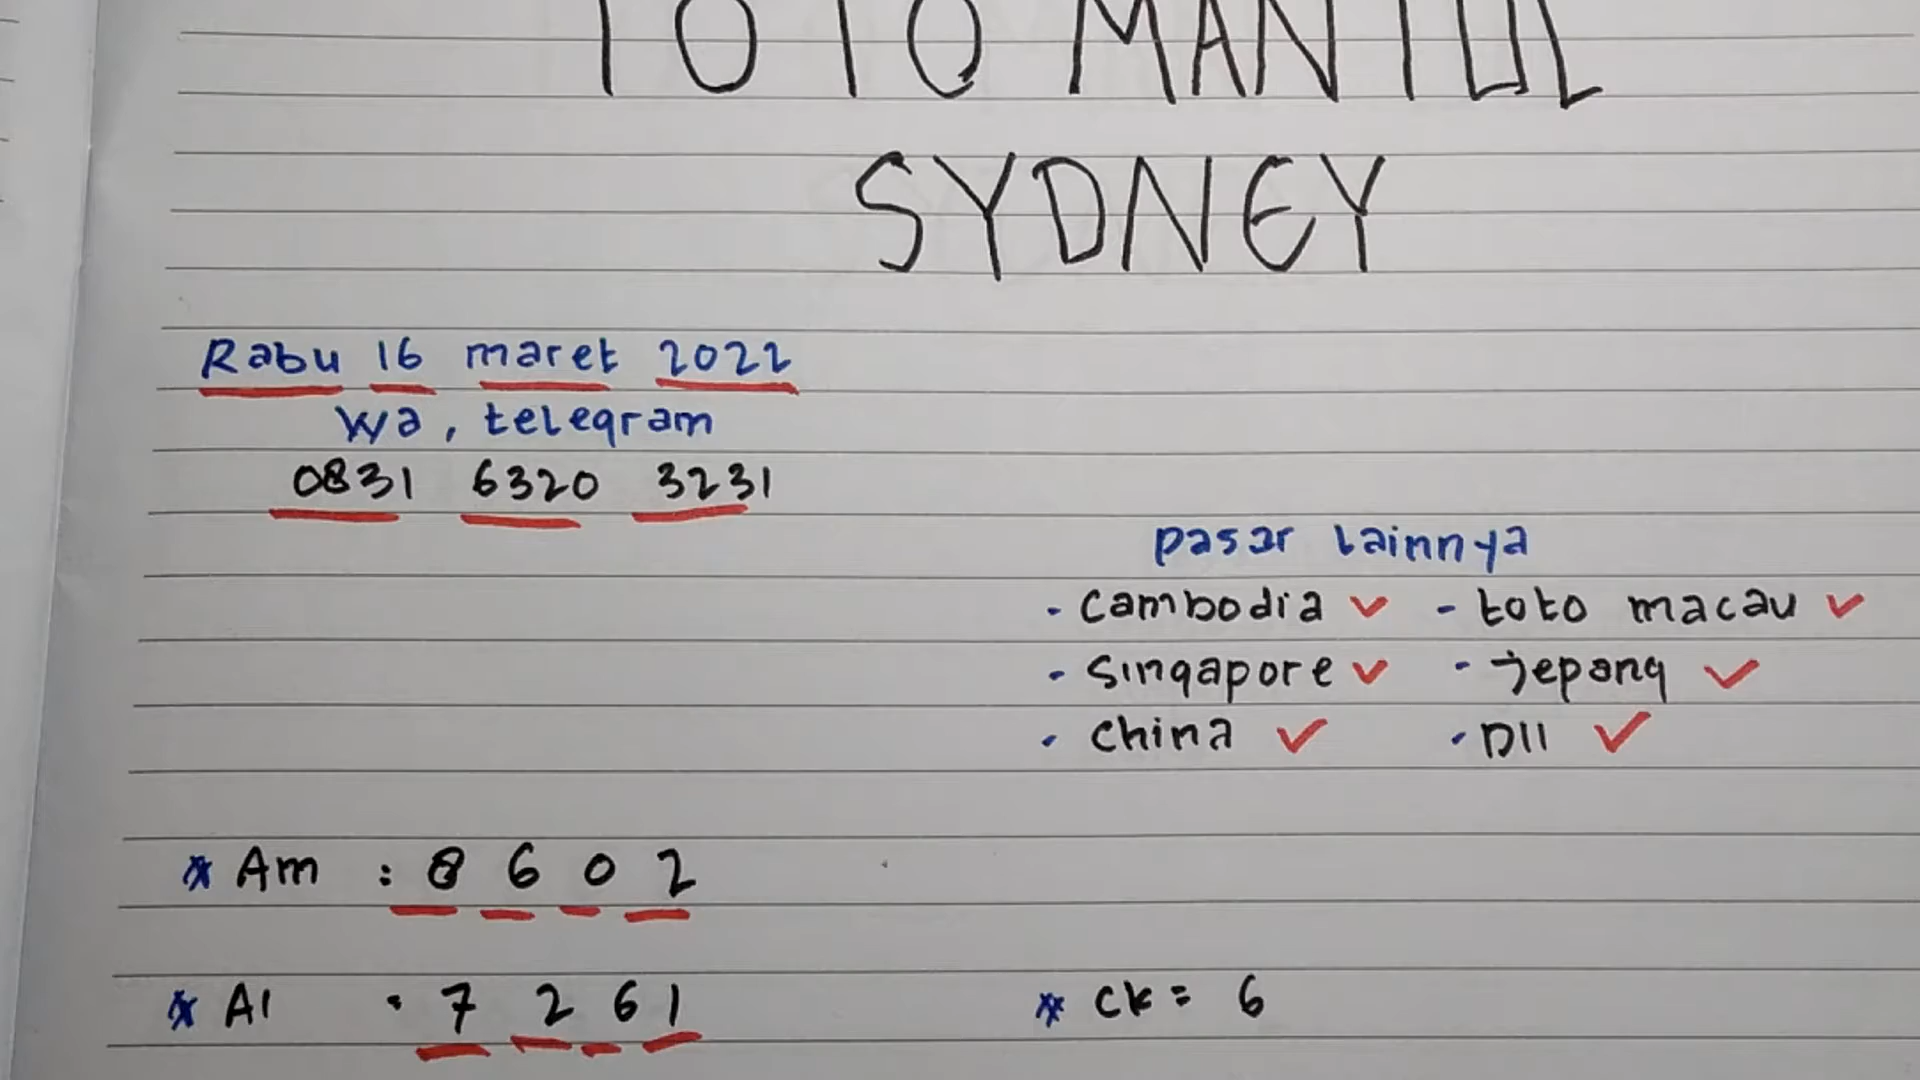 TOTO MANTUL
SYDNEY
Rabu 16 maret 2022
Wa, telegram
0831 6320 3231
pasar lainnya
- Cambodia ✓ - toto macau ✓
- Singapore ✓ - Jepang ✓
- China ✓ - Dll ✓
* Am : 8 6 0 2
* AI : 7 2 6 1 * CK = 6